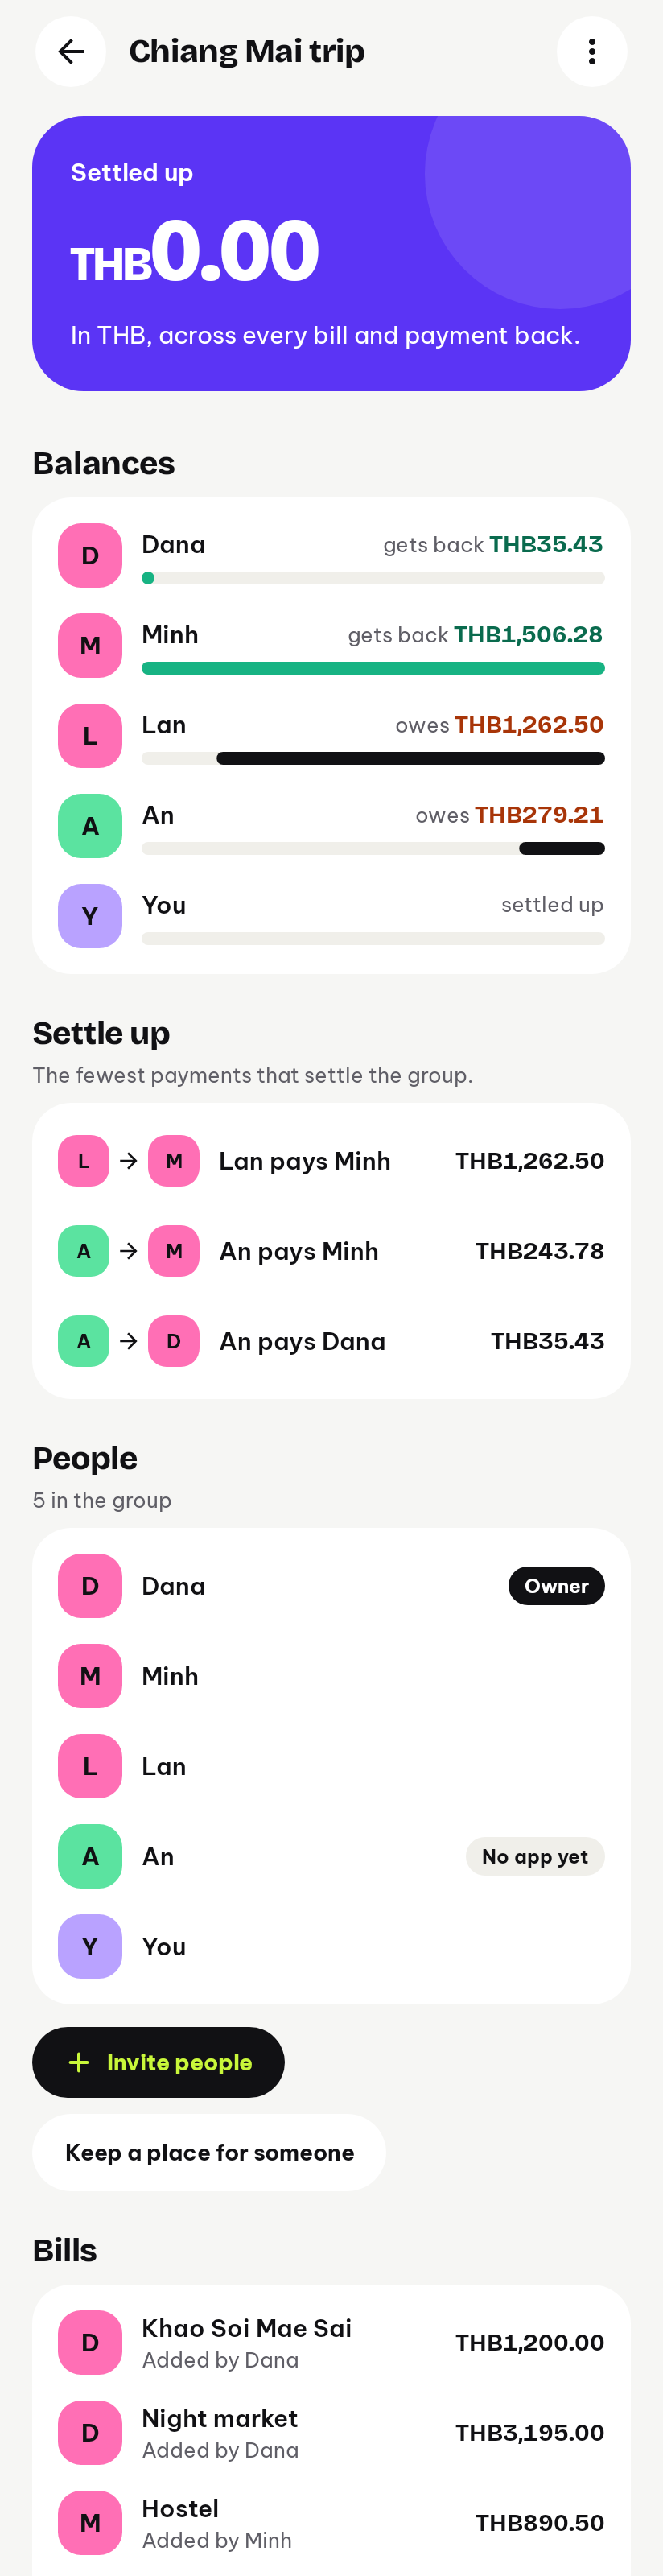 Chiang Mai trip
Settled up
THB0.00
In THB, across every bill and payment back.
Balances
D
Dana
gets back THB35.43
M
Minh
gets back THB1,506.28
L
Lan
owes THB1,262.50
A
An
owes THB279.21
Y
You
settled up
Settle up
The fewest payments that settle the group.
L → M Lan pays Minh THB1,262.50
A → M An pays Minh THB243.78
A → D An pays Dana THB35.43
People
5 in the group
D Dana Owner
M Minh
L Lan
A An No app yet
Y You
+ Invite people
Keep a place for someone
Bills
D
Khao Soi Mae Sai
Added by Dana
THB1,200.00
D
Night market
Added by Dana
THB3,195.00
M
Hostel
Added by Minh
THB890.50